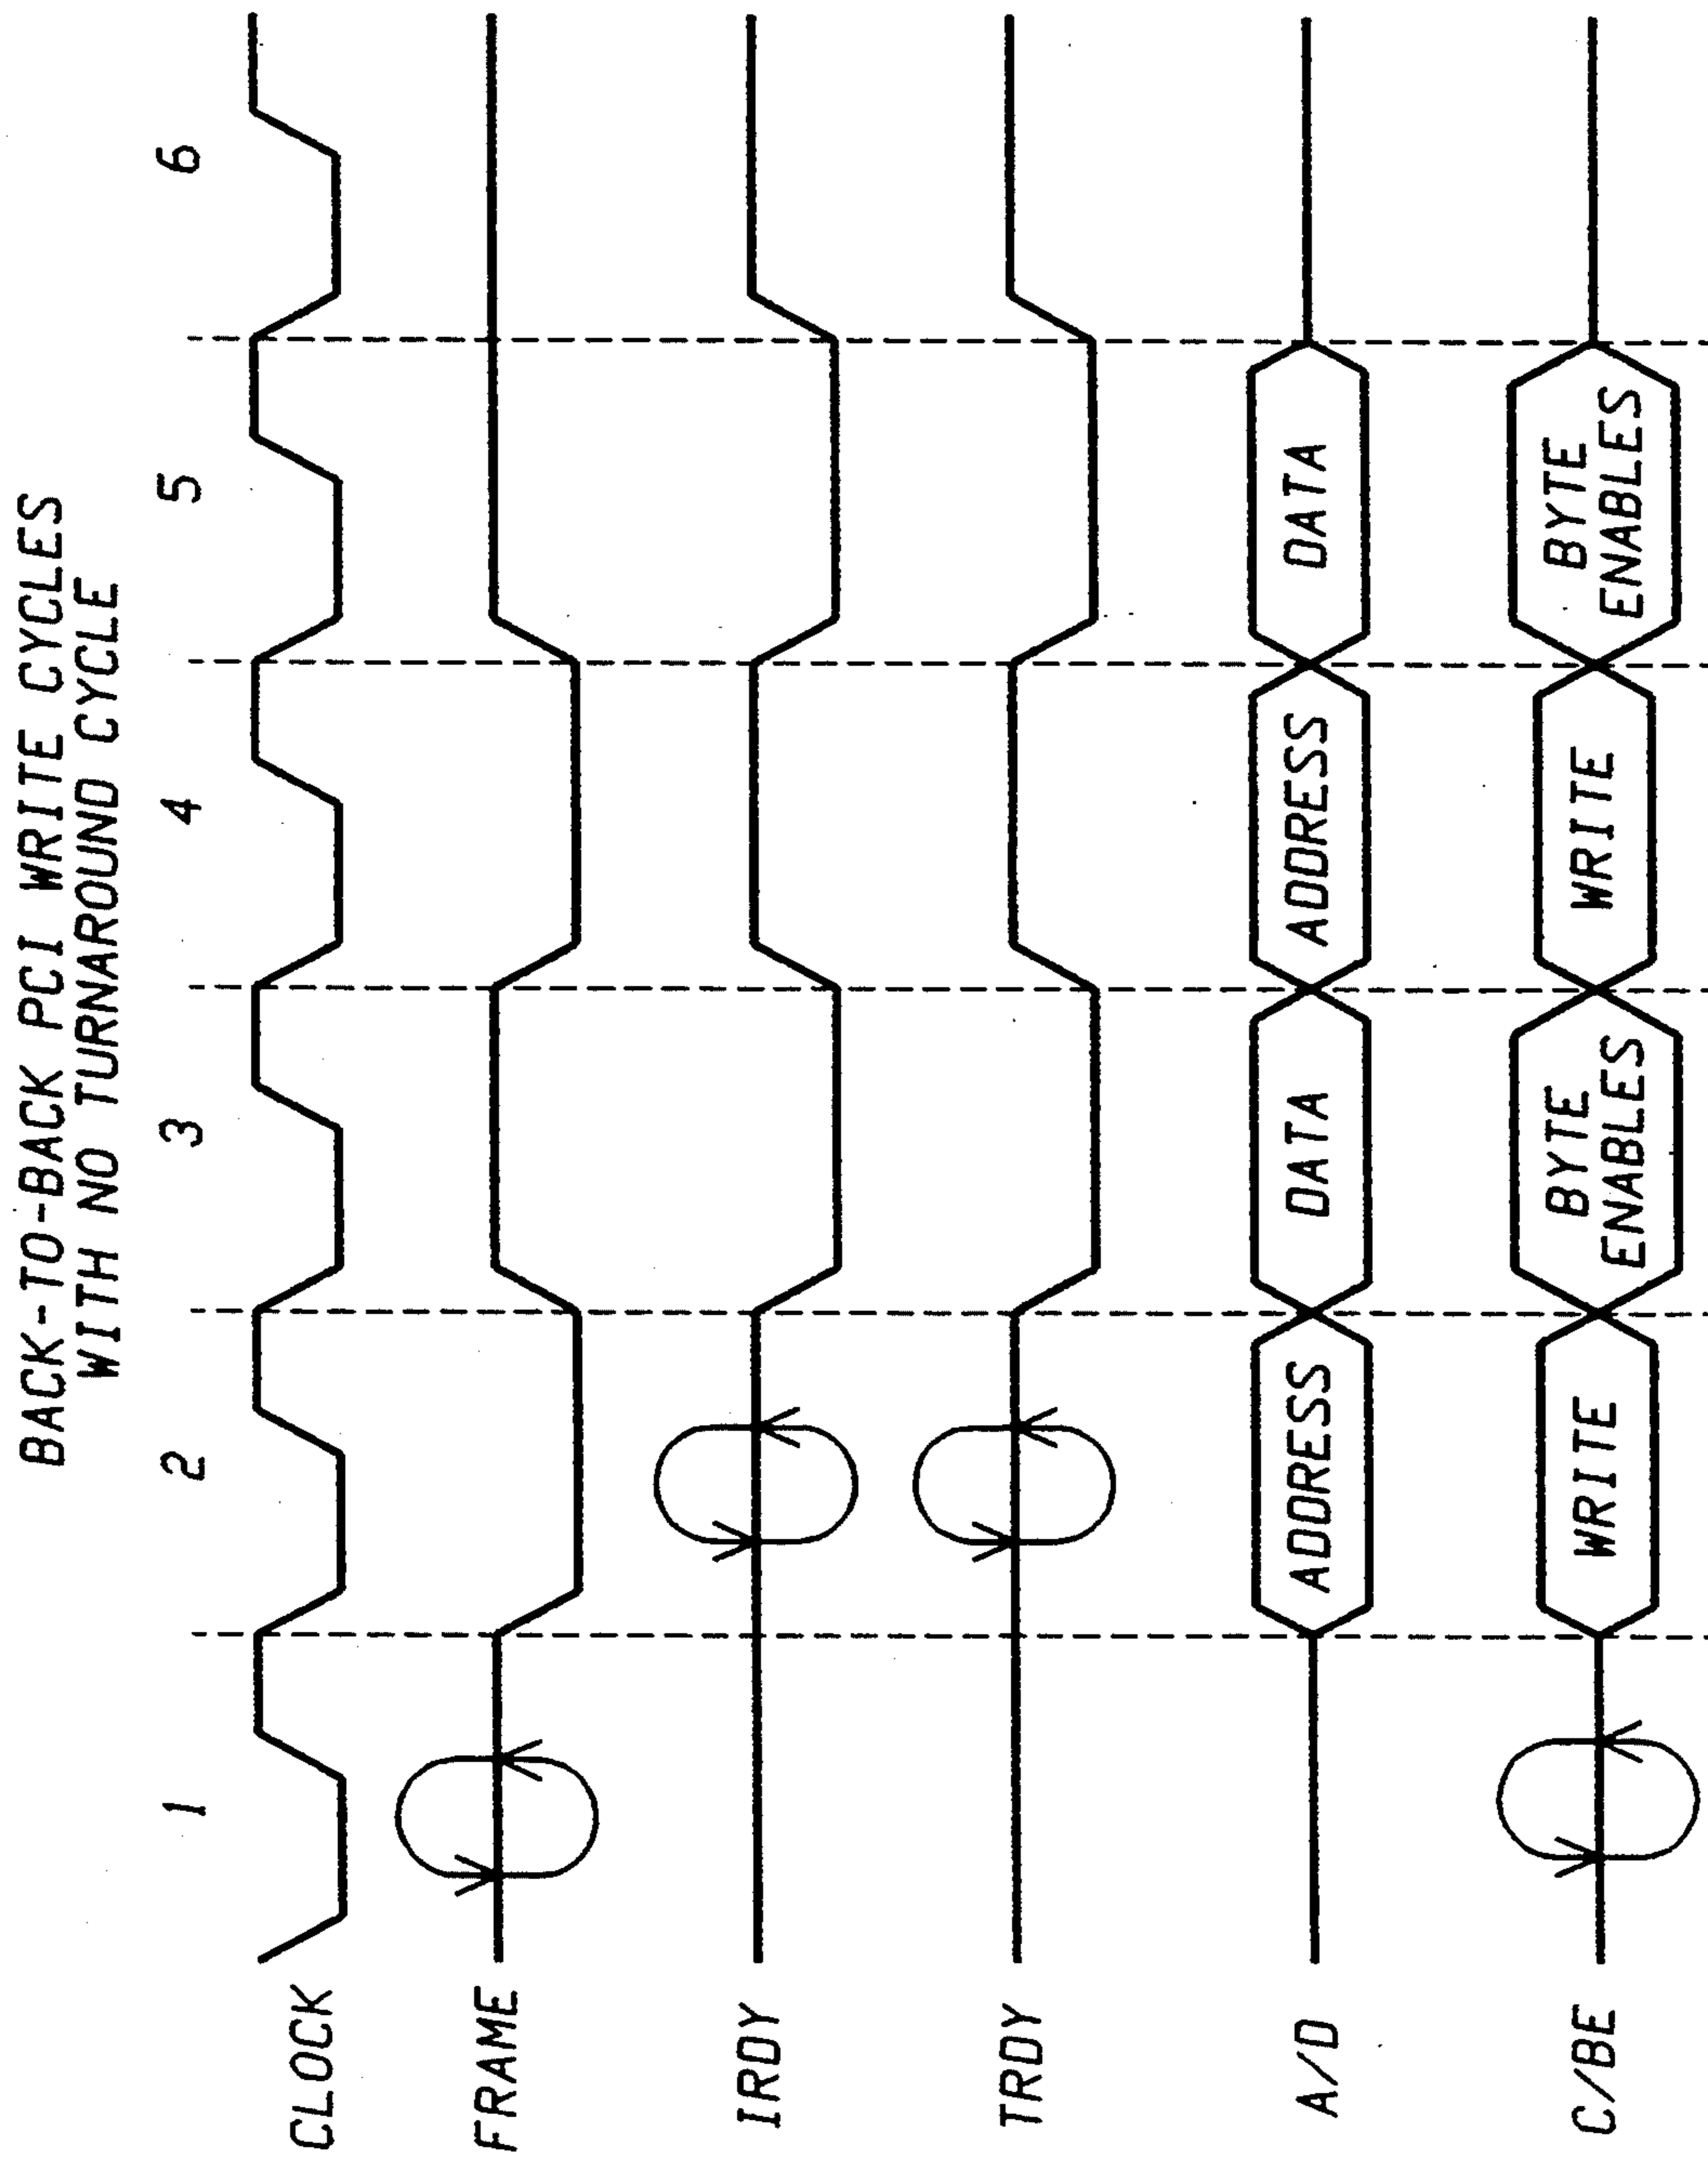 BACK-TO-BACK PCI WRITE CYCLES
WITH NO TURNAROUND CYCLE
1 2 3 4 5 6
CLOCK
FRAME
IRDY
TRDY
A/D ADDRESS DATA ADDRESS DATA
C/BE WRITE BYTE ENABLES WRITE BYTE ENABLES